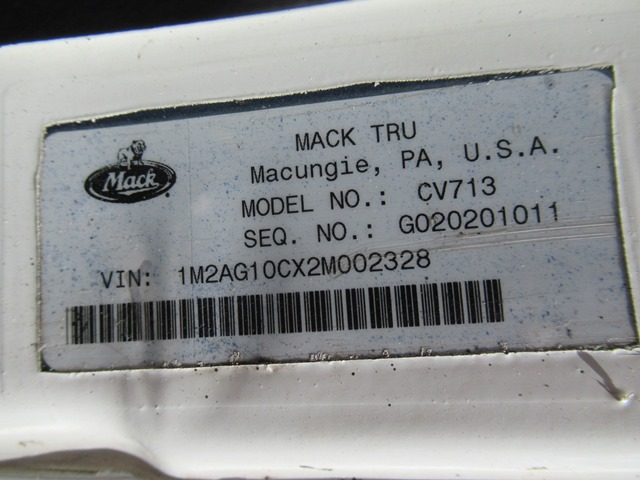 MACK TRU
Macungie, PA, U.S.A.
Mack
MODEL NO.: CV713
SEQ. NO.: G020201011
VIN: 1M2AG10CX2M002328